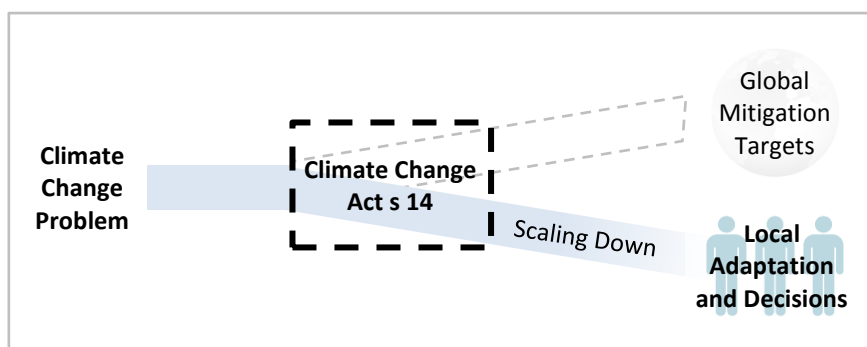 Climate
Change
Problem
Climate Change
Act s 14
Scaling Down
Global
Mitigation
Targets
Local
Adaptation
and Decisions